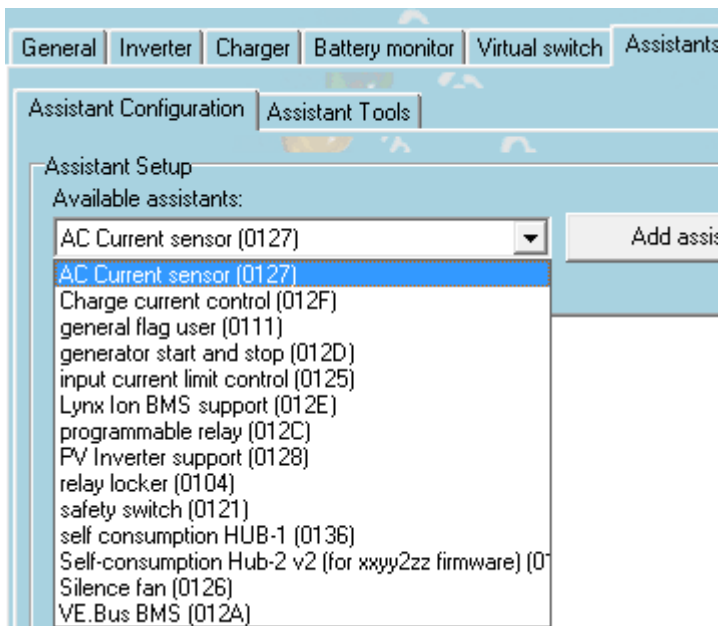 General Inverter Charger Battery monitor Virtual switch Assistants
Assistant Configuration Assistant Tools
Assistant Setup
Available assistants:
AC Current sensor (0127) Add assis
AC Current sensor (0127)
Charge current control (012F)
general flag user (0111)
generator start and stop (012D)
input current limit control (0125)
Lynx Ion BMS support (012E)
programmable relay (012C)
PV Inverter support (0128)
relay locker (0104)
safety switch (0121)
self consumption HUB-1 (0136)
Self-consumption Hub-2 v2 (for xxyy2zz firmware) (0
Silence fan (0126)
VE.Bus BMS (012A)